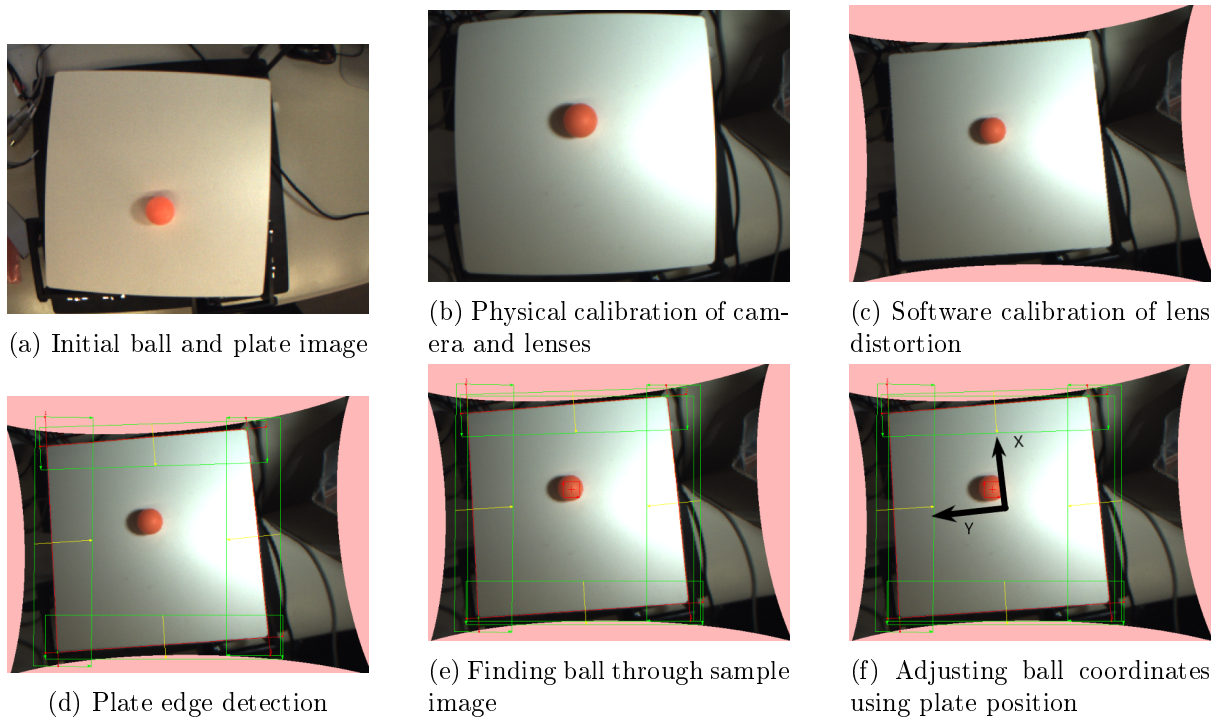 (a) Initial ball and plate image
(b) Physical calibration of cam-
era and lenses
(c) Software calibration of lens
distortion
(d) Plate edge detection
(e) Finding ball through sample
image
X
Y
(f) Adjusting ball coordinates
using plate position